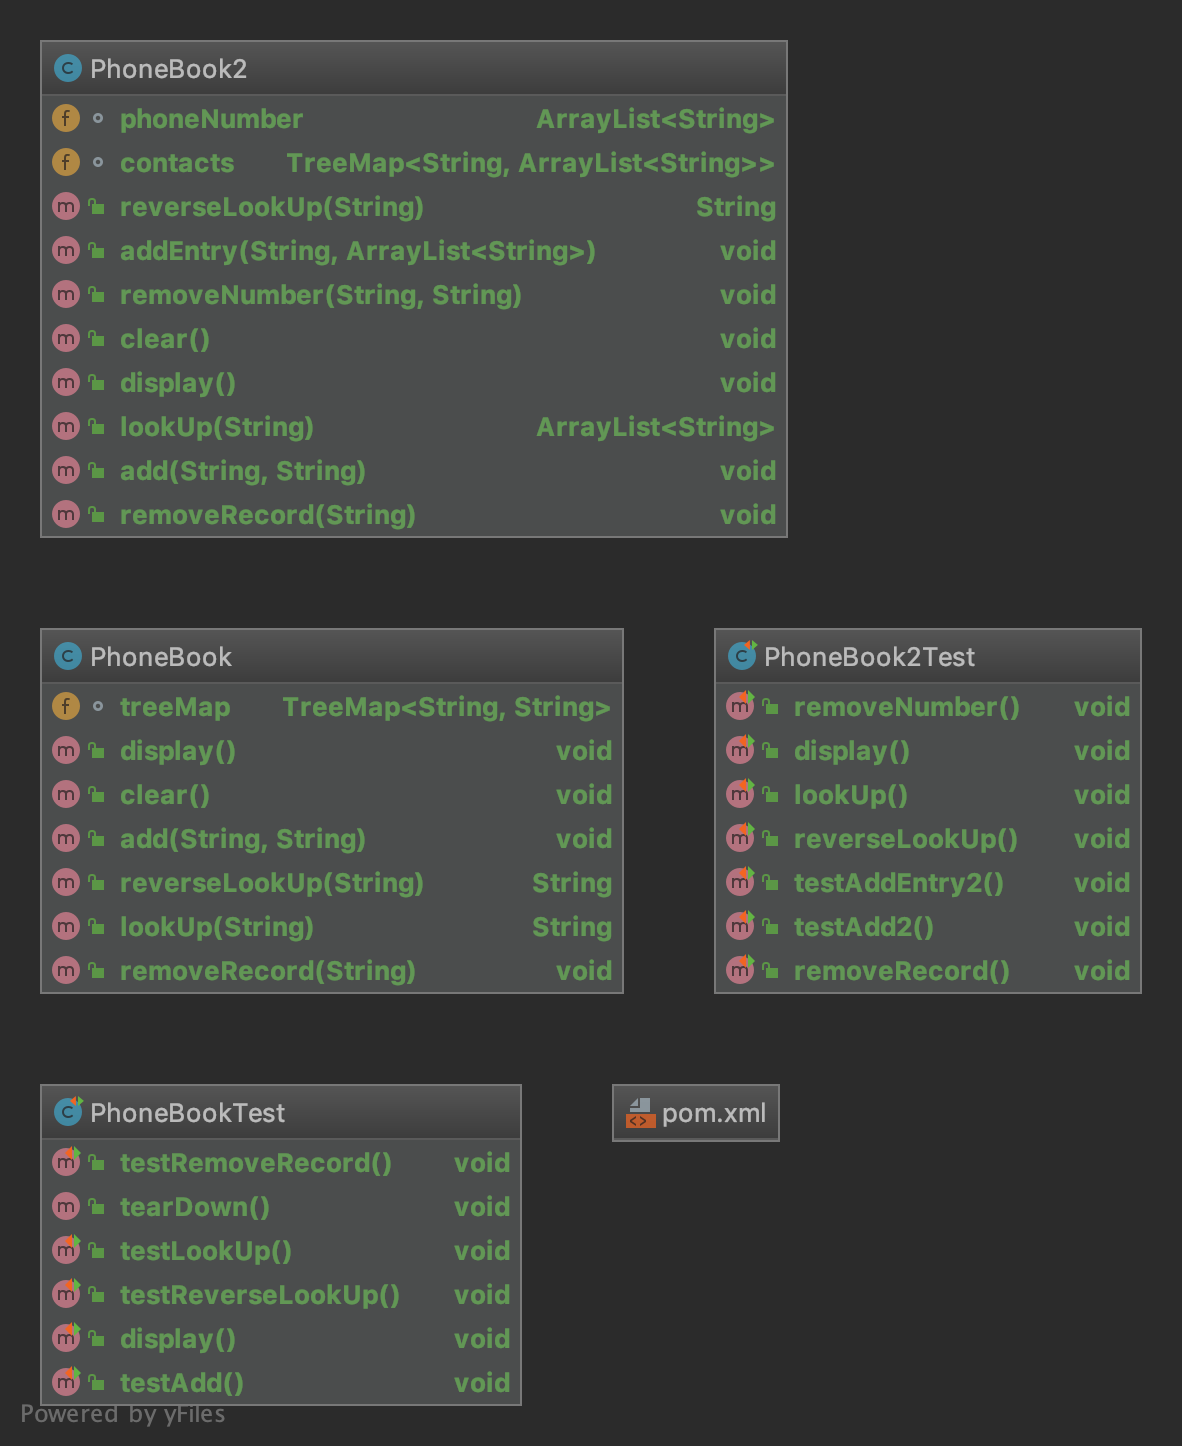 PhoneBook2
phoneNumber ArrayList<String>
contacts TreeMap<String, ArrayList<String>>
reverseLookUp(String) String
addEntry(String, ArrayList<String>) void
removeNumber(String, String) void
clear() void
display() void
lookUp(String) ArrayList<String>
add(String, String) void
removeRecord(String) void
PhoneBook
treeMap TreeMap<String, String>
display() void
clear() void
add(String, String) void
reverseLookUp(String) String
lookUp(String) String
removeRecord(String) void
PhoneBook2Test
removeNumber() void
display() void
lookUp() void
reverseLookUp() void
testAddEntry2() void
testAdd2() void
removeRecord() void
PhoneBookTest
testRemoveRecord() void
tearDown() void
testLookUp() void
testReverseLookUp() void
display() void
testAdd() void
pom.xml
Powered by yFiles